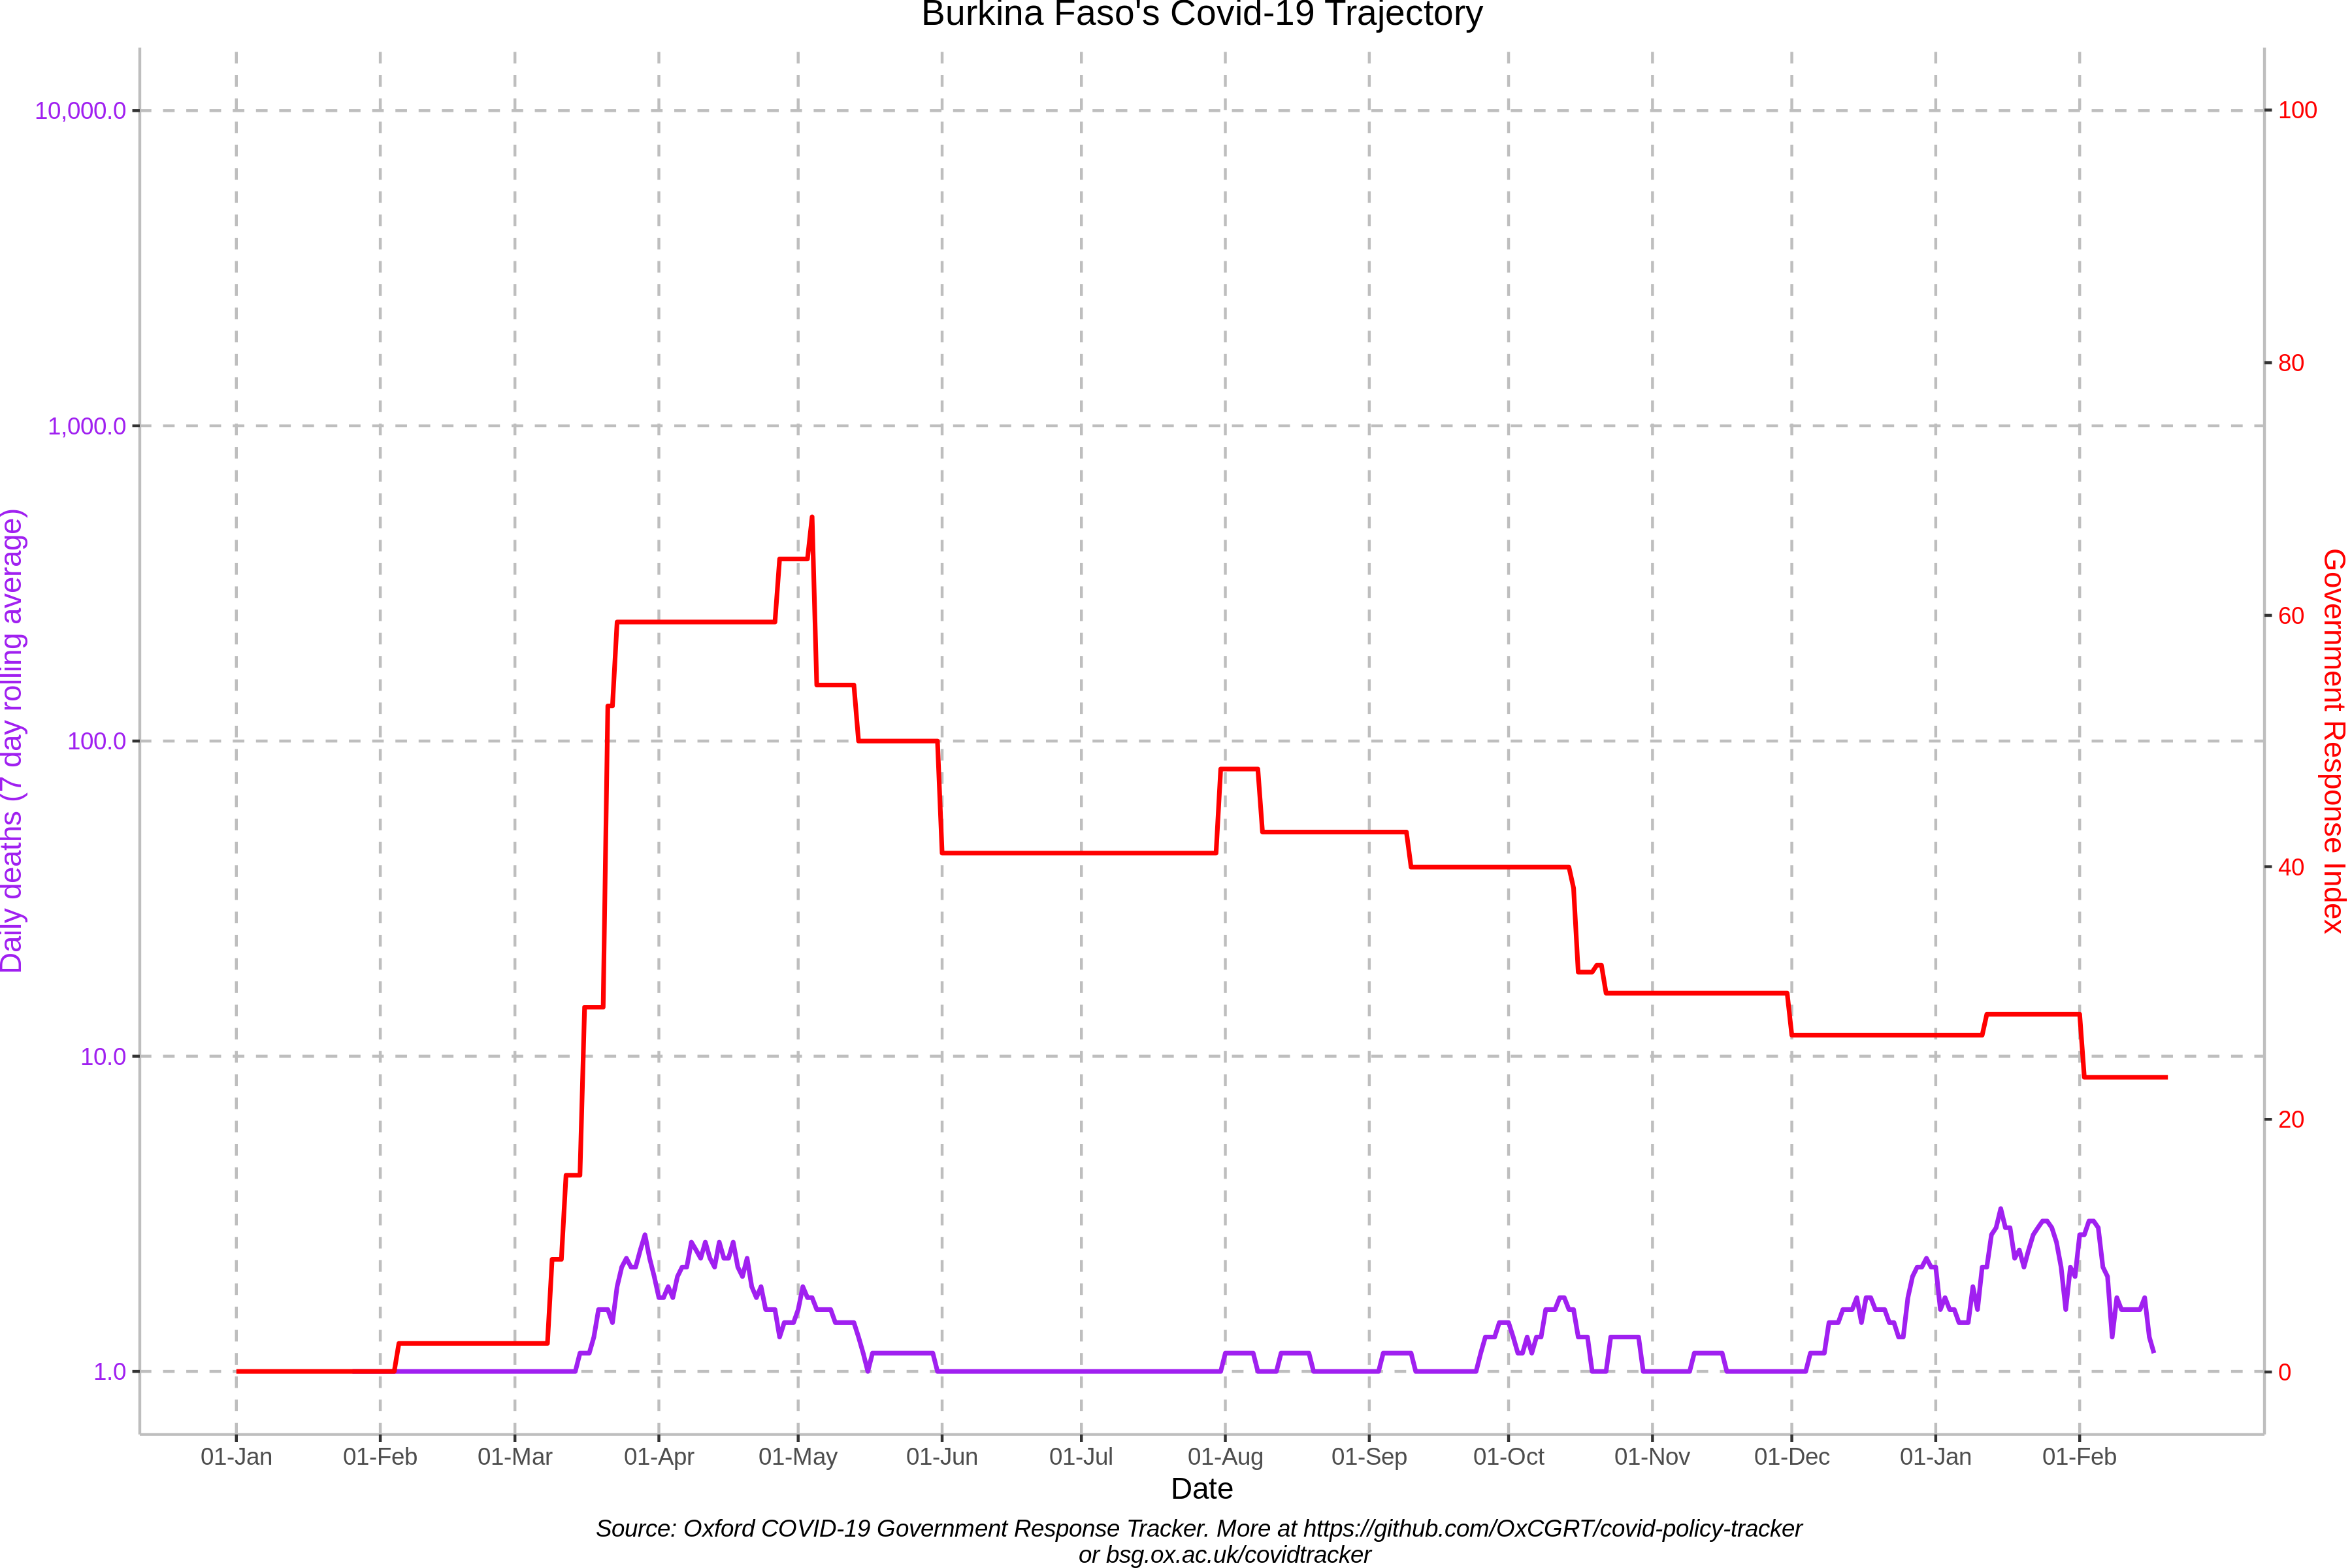 Burkina Faso's Covid-19 Trajectory
10,000.0
1,000.0
100.0
10.0
1.0
Daily deaths (7 day rolling average)
100
80
60
40
20
0
Government Response Index
01-Jan 01-Feb 01-Mar 01-Apr 01-May 01-Jun 01-Jul 01-Aug 01-Sep 01-Oct 01-Nov 01-Dec 01-Jan 01-Feb
Date
Source: Oxford COVID-19 Government Response Tracker. More at https://github.com/OxCGRT/covid-policy-tracker
or bsg.ox.ac.uk/covidtracker